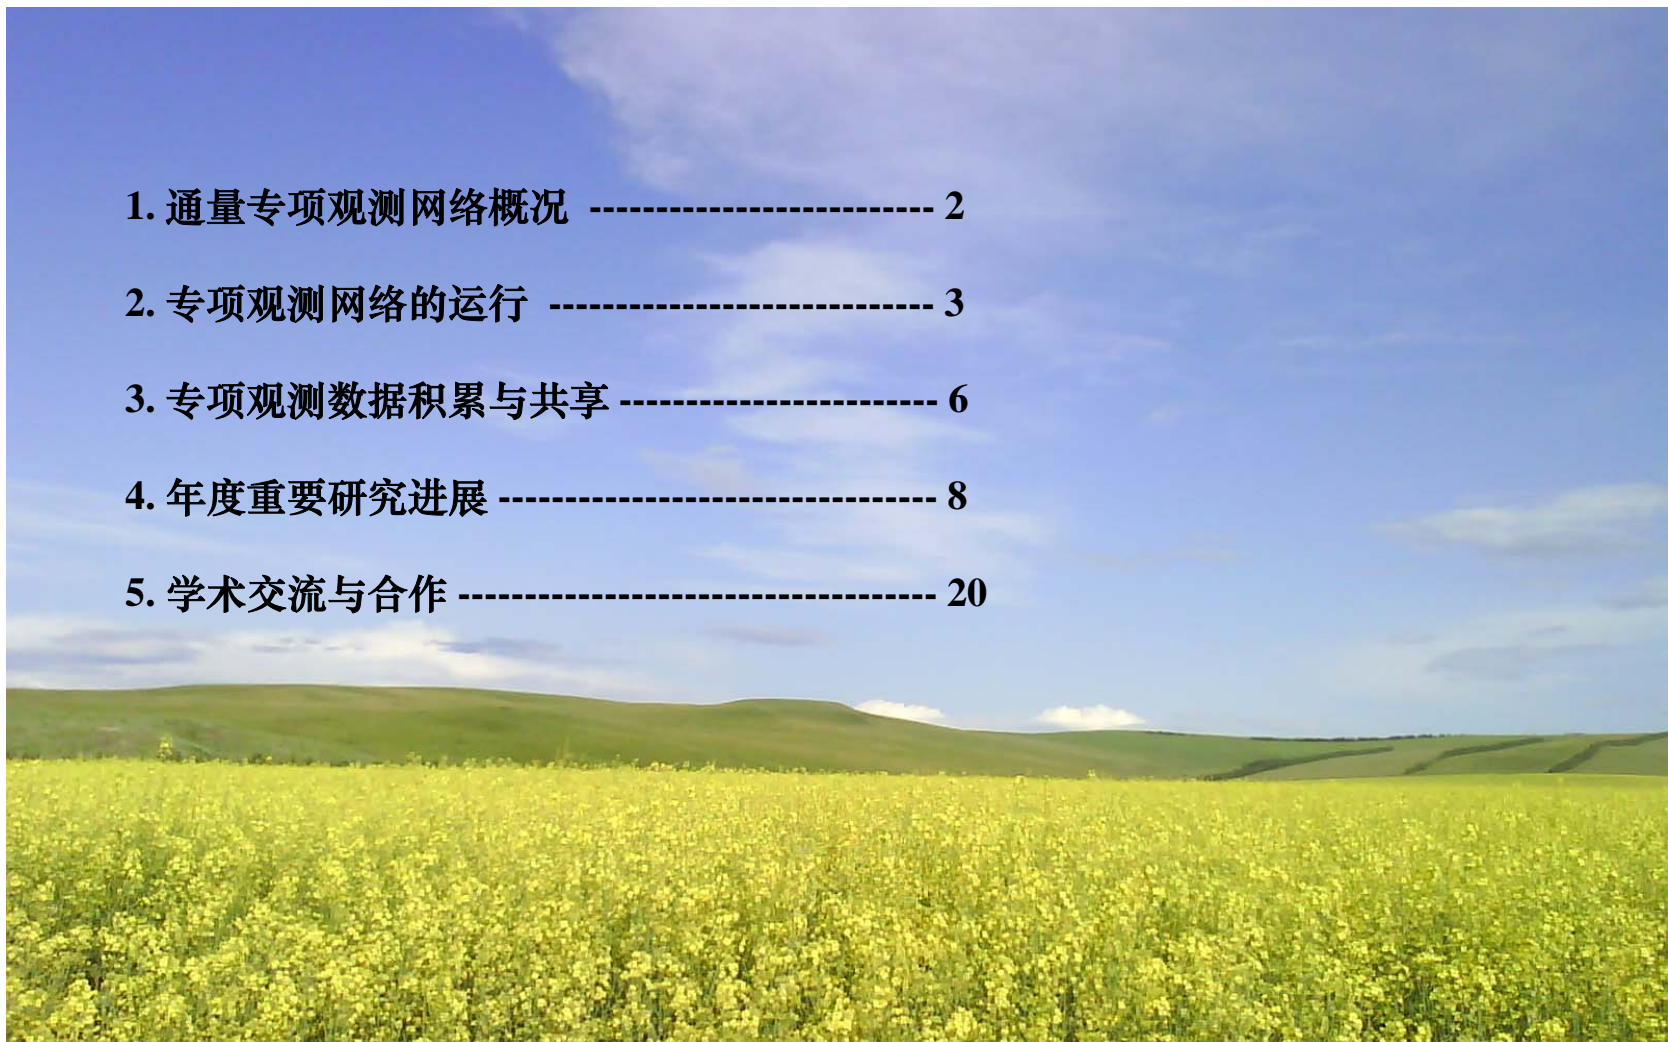 1. 通量专项观测网络概况 -------------------------- 2
2. 专项观测网络的运行 ----------------------------- 3
3. 专项观测数据积累与共享 ------------------------ 6
4. 年度重要研究进展 --------------------------------- 8
5. 学术交流与合作 ------------------------------------ 20